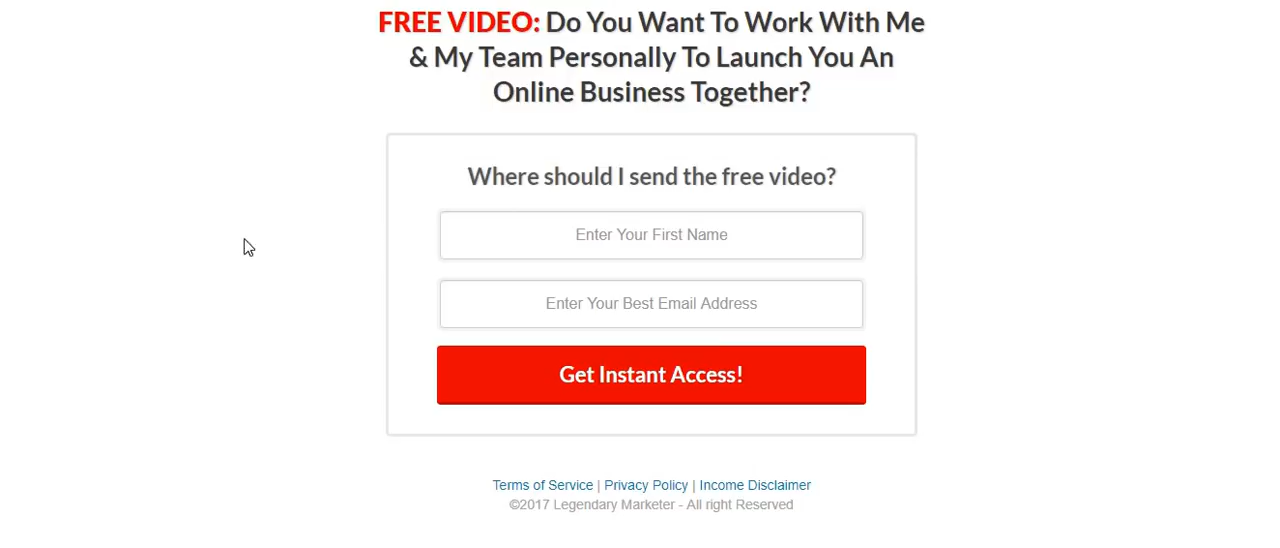 FREE VIDEO: Do You Want To Work With Me
& My Team Personally To Launch You An
Online Business Together?
Where should I send the free video?
Enter Your First Name
Enter Your Best Email Address
Get Instant Access!
Terms of Service | Privacy Policy | Income Disclaimer
©2017 Legendary Marketer - All right Reserved